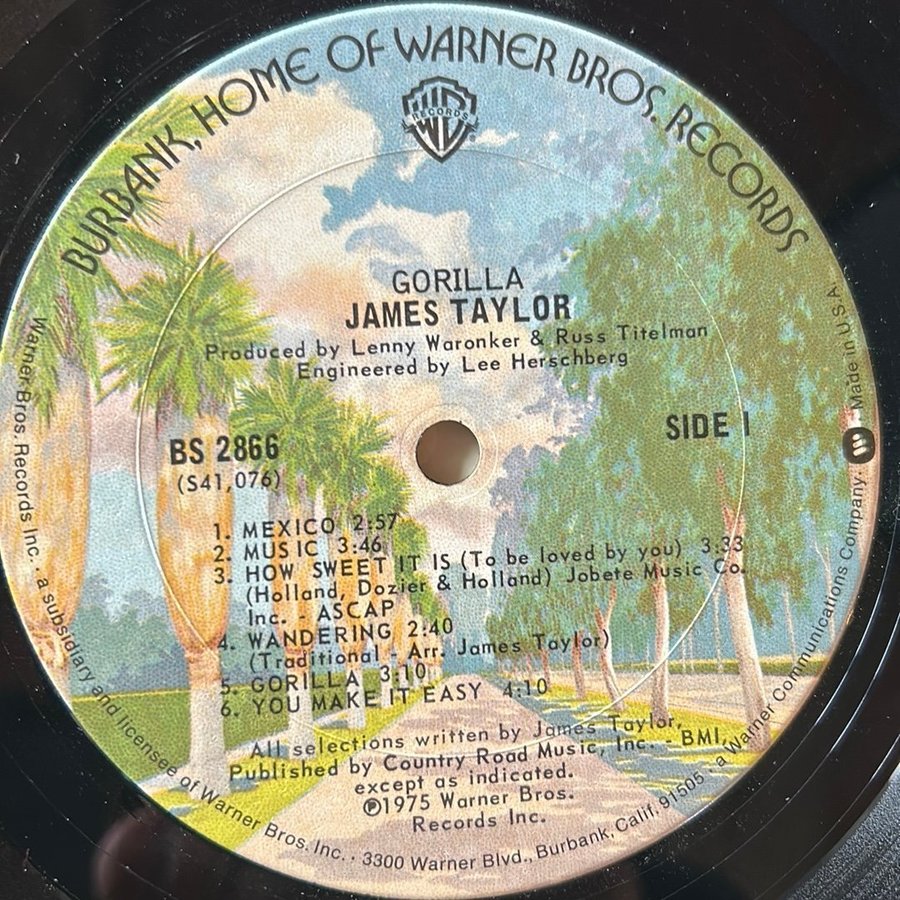 BURBANK, HOME OF WARNER BROS. RECORDS
WB
RECORDS
GORILLA
JAMES TAYLOR
Produced by Lenny Waronker & Russ Titelman
Engineered by Lee Herschberg
BS 2866
(S41,076)
SIDE 1
1. MEXICO 2:57
2. MUSIC 3:46
3. HOW SWEET IT IS (To be loved by you) 3:33
(Holland, Dozier & Holland) Jobete Music Co.
Inc. - ASCAP
4. WANDERING 2:40
(Traditional - Arr. James Taylor)
5. GORILLA 3:10
6. YOU MAKE IT EASY 4:10
All selections written by James Taylor,
Published by Country Road Music, Inc. - BMI,
except as indicated.
℗1975 Warner Bros.
Records Inc.
Warner Bros. Records Inc. · a subsidiary and licensee of Warner Bros. Inc. · 3300 Warner Blvd., Burbank, Calif. 91505 · a Warner Communications Company. Made in U.S.A.